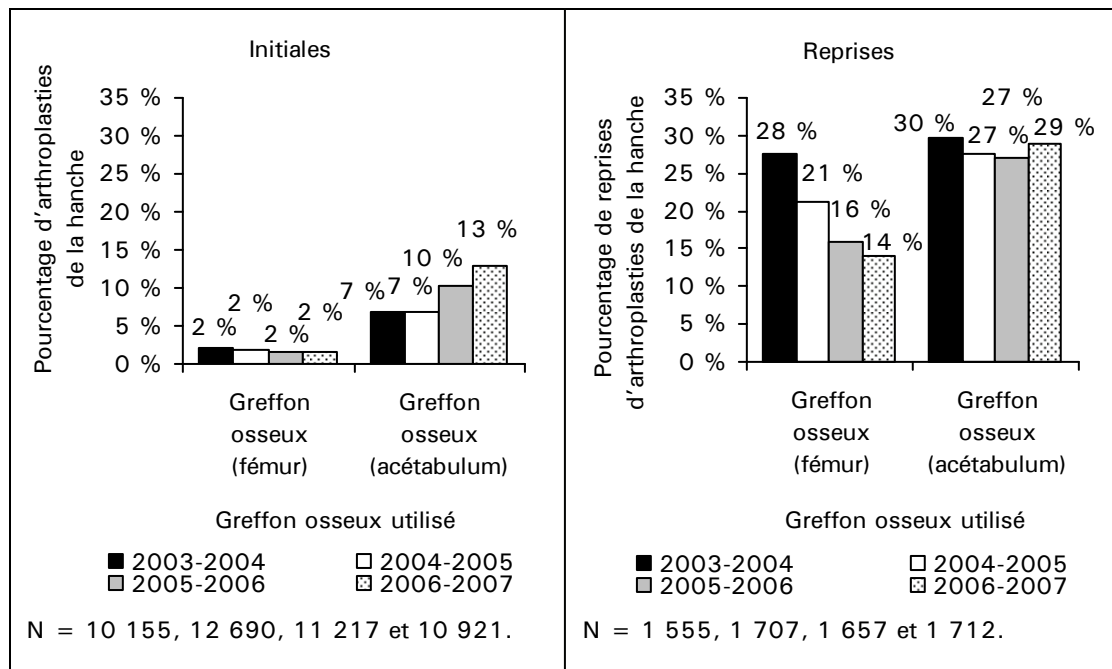 Initiales
Pourcentage d'arthroplasties
de la hanche
35 %
30 %
25 %
20 %
15 %
10 %
5 %
0 %
2 %
2 %
2 %
2 %
7 %
7 %
10 %
13 %
Greffon
osseux
(fémur)
Greffon
osseux
(acétabulum)
Greffon osseux utilisé
2003-2004
2004-2005
2005-2006
2006-2007
N = 10 155, 12 690, 11 217 et 10 921.
Reprises
Pourcentage de reprises
d'arthroplasties de la hanche
35 %
30 %
25 %
20 %
15 %
10 %
5 %
0 %
28 %
21 %
16 %
14 %
30 %
27 %
27 %
29 %
Greffon
osseux
(fémur)
Greffon
osseux
(acétabulum)
Greffon osseux utilisé
2003-2004
2004-2005
2005-2006
2006-2007
N = 1 555, 1 707, 1 657 et 1 712.